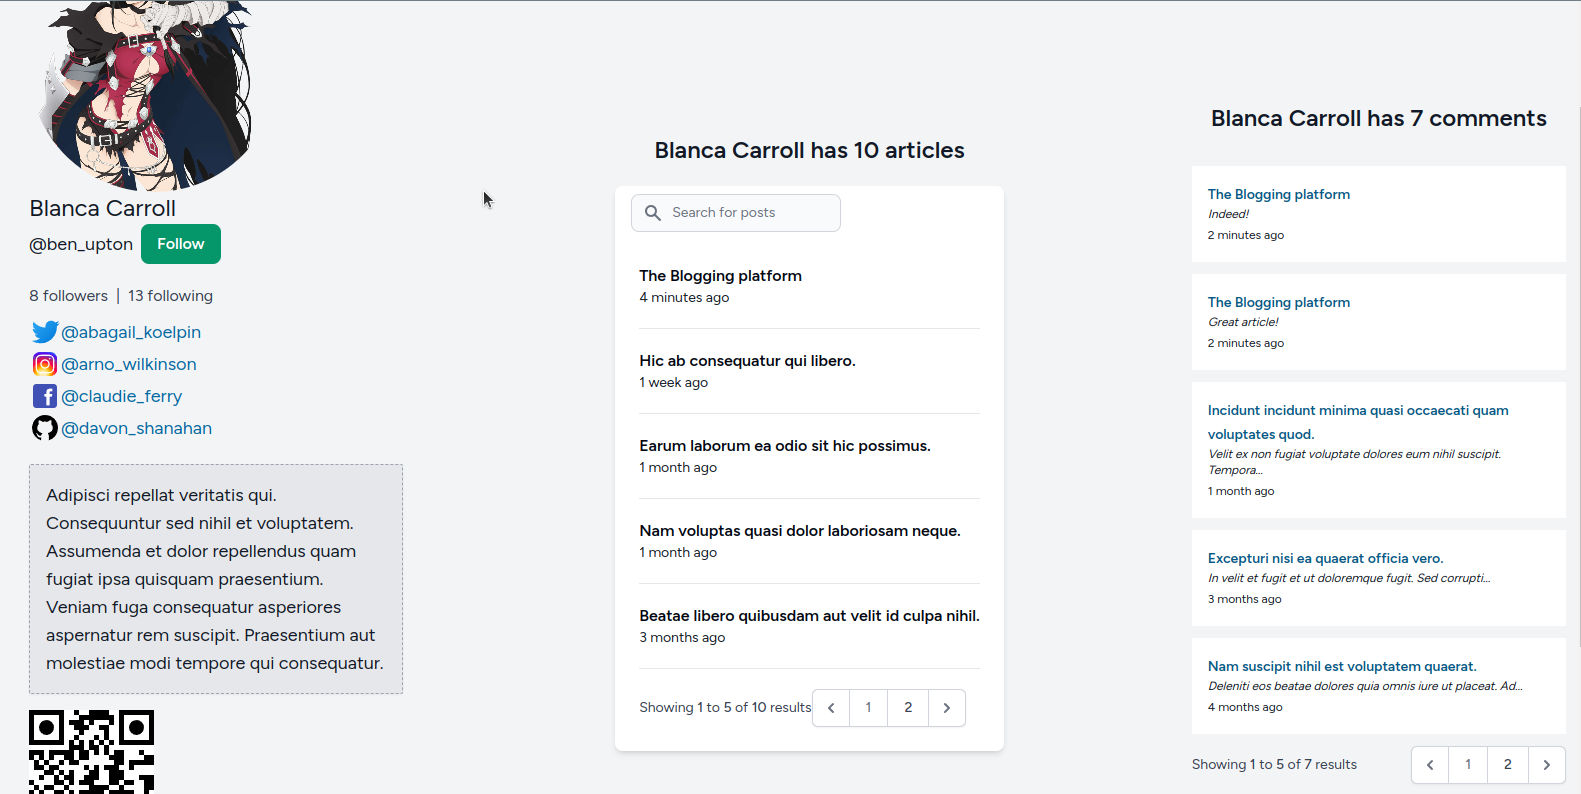 Blanca Carroll
@ben_upton
Follow
8 followers | 13 following
@abagail_koelpin
@arno_wilkinson
@claudie_ferry
@davon_shanahan
Adipisci repellat veritatis qui.
Consequuntur sed nihil et voluptatem.
Assumenda et dolor repellendus quam
fugiat ipsa quisquam praesentium.
Veniam fuga consequatur asperiores
aspernatur rem suscipit. Praesentium aut
molestiae modi tempore qui consequatur.
Blanca Carroll has 10 articles
Search for posts
The Blogging platform
4 minutes ago
Hic ab consequatur qui libero.
1 week ago
Earum laborum ea odio sit hic possimus.
1 month ago
Nam voluptas quasi dolor laboriosam neque.
1 month ago
Beatae libero quibusdam aut velit id culpa nihil.
3 months ago
Showing 1 to 5 of 10 results
1 2
Blanca Carroll has 7 comments
The Blogging platform
Indeed!
2 minutes ago
The Blogging platform
Great article!
2 minutes ago
Incidunt incidunt minima quasi occaecati quam
voluptates quod.
Velit ex non fugiat voluptate dolores eum nihil suscipit.
Tempora...
1 month ago
Excepturi nisi ea quaerat officia vero.
In velit et fugit et ut doloremque fugit. Sed corrupti...
3 months ago
Nam suscipit nihil est voluptatem quaerat.
Deleniti eos beatae dolores quia omnis iure ut placeat. Ad...
4 months ago
Showing 1 to 5 of 7 results
1 2